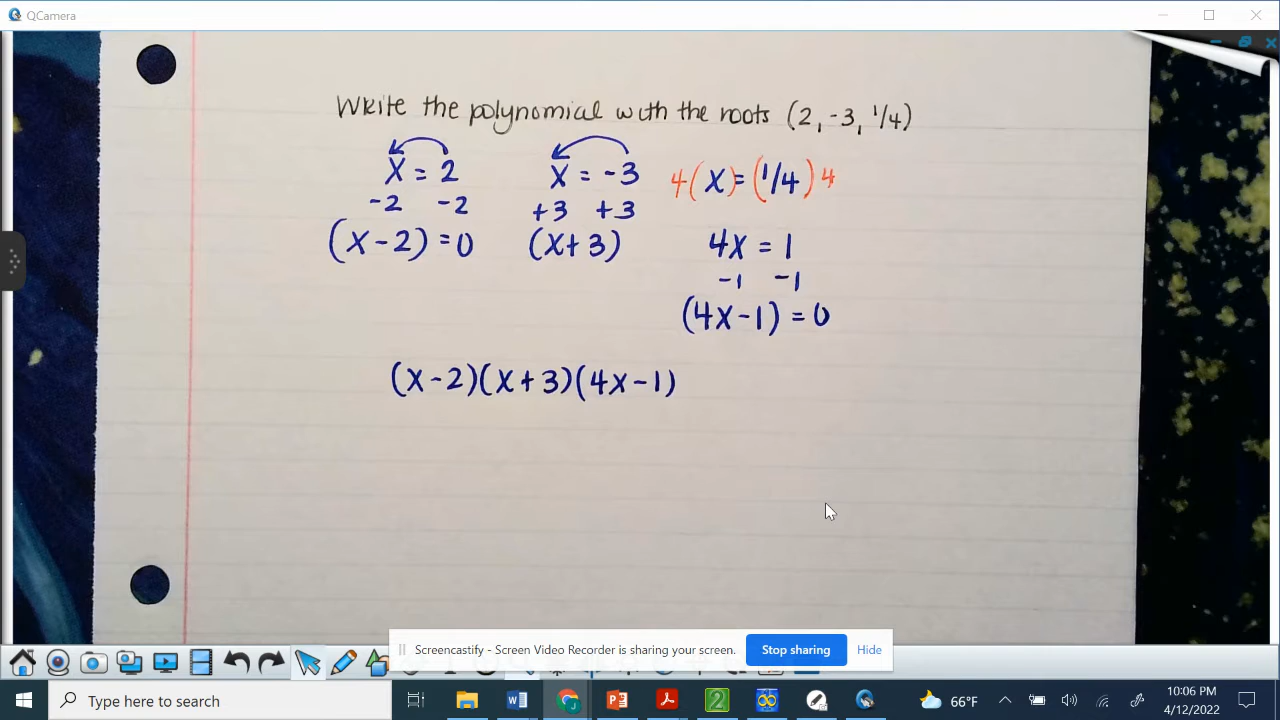 QCamera
Write the polynomial with the roots (2, -3, 1/4)
x = 2 x = -3 4(x) = (1/4)4
-2 -2 +3 +3
(x-2) = 0 (x+3) 4x = 1
-1 -1
(4x-1) = 0
(x-2)(x+3)(4x-1)
Screencastify - Screen Video Recorder is sharing your screen. Stop sharing Hide
Type here to search
66°F
10:06 PM
4/12/2022